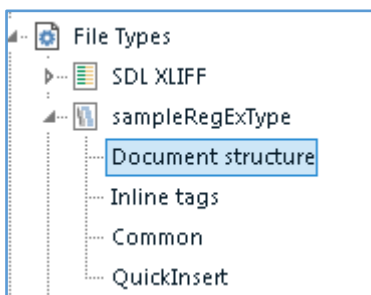 File Types
SDL XLIFF
sampleRegExType
Document structure
Inline tags
Common
QuickInsert